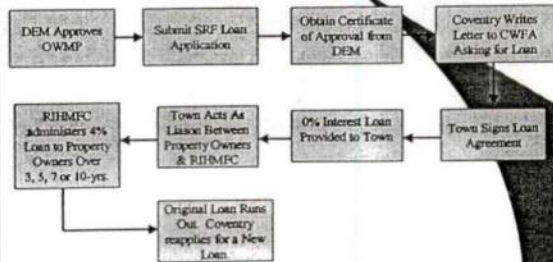 DEM Approves
OWMP
Submit SRF Loan
Application
Obtain Certificate
of Approval from
DEM
Coventry Writes
Letter to CWFA
Asking for Loan
Town Signs Loan
Agreement
0% Interest Loan
Provided to Town
Town Acts As
Liason Between
Property Owners
& RIHMFC
RIHMFC
administers 4%
Loan to Property
Owners Over
3, 5, 7 or 10-yrs.
Original Loan Runs
Out. Coventry
reapplies for a New
Loan